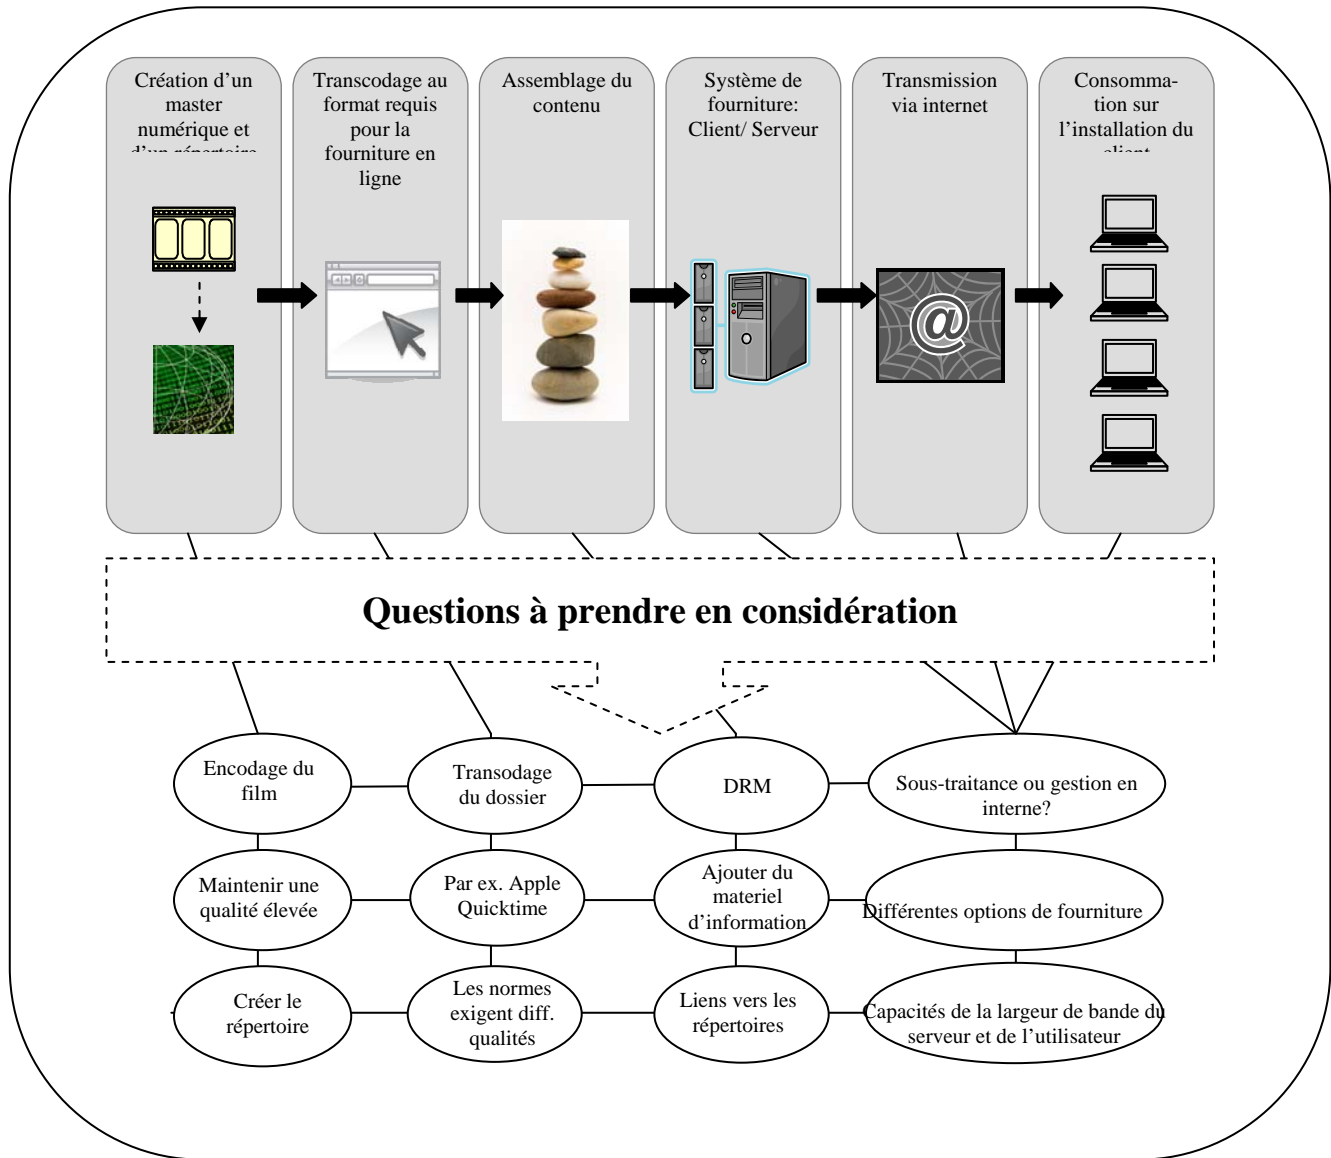 Création d’un
master
numérique et
d’un répertoire
Transcodage au
format requis
pour la
fourniture en
ligne
Assemblage du
contenu
Système de
fourniture:
Client/ Serveur
Transmission
via internet
Consomma-
tion sur
l’installation du
client
@
Questions à prendre en considération
Encodage du
film
Transodage
du dossier
DRM
Sous-traitance ou gestion en
interne?
Maintenir une
qualité élevée
Par ex. Apple
Quicktime
Ajouter du
materiel
d’information
Différentes options de fourniture
Créer le
répertoire
Les normes
exigent diff.
qualités
Liens vers les
répertoires
Capacités de la largeur de bande du
serveur et de l’utilisateur